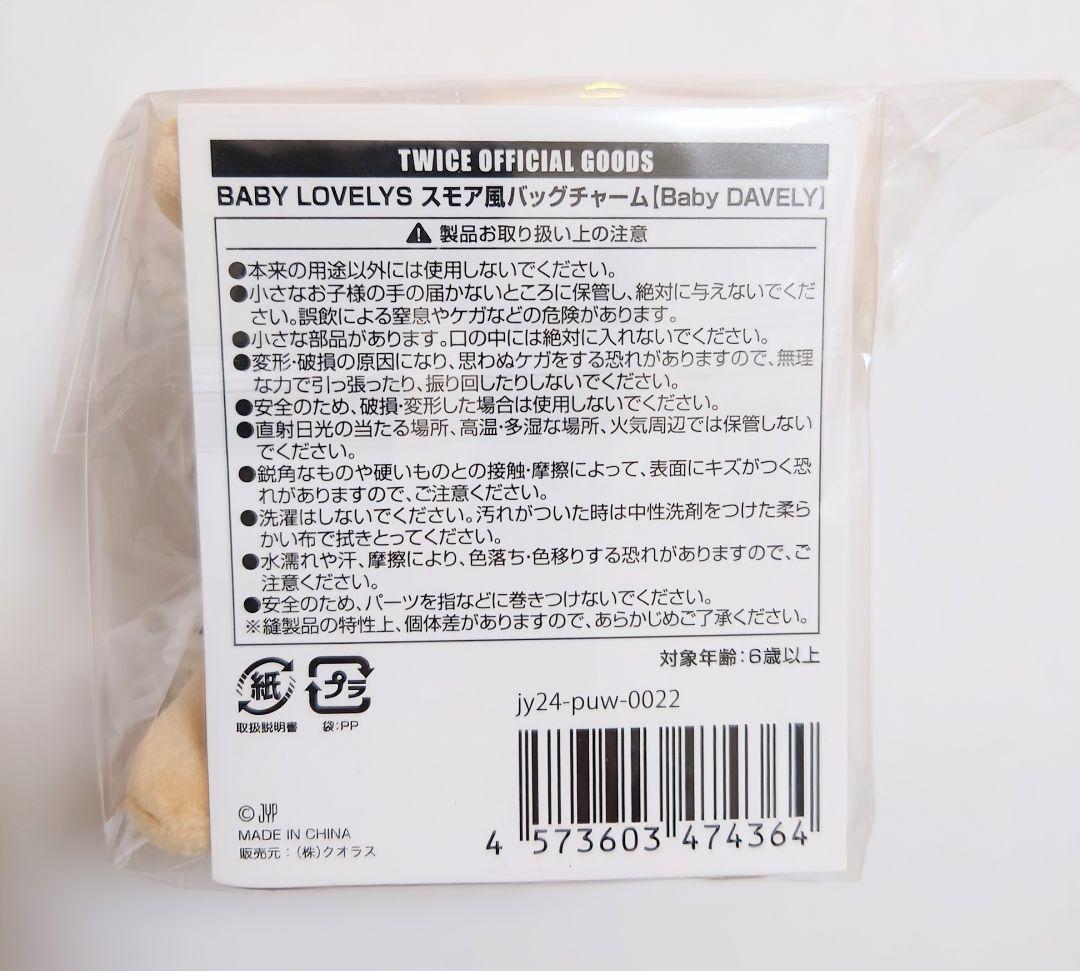 TWICE OFFICIAL GOODS
BABY LOVELYS スモア風バッグチャーム【Baby DAVELY】
製品お取り扱い上の注意
●本来の用途以外には使用しないでください。
●小さなお子様の手の届かないところに保管し、絶対に与えないでくだ
さい。誤飲による窒息やケガなどの危険があります。
●小さな部品があります。口の中には絶対に入れないでください。
●変形・破損の原因になり、思わぬケガをする恐れがありますので、無理
な力で引っ張ったり、振り回したりしないでください。
●安全のため、破損・変形した場合は使用しないでください。
●直射日光の当たる場所、高温・多湿な場所、火気周辺では保管しない
でください。
●鋭角なものや硬いものとの接触・摩擦によって、表面にキズがつく恐
れがありますので、ご注意ください。
●洗濯はしないでください。汚れがついた時は中性洗剤をつけた柔ら
かい布で拭きとってください。
●水濡れや汗、摩擦により、色落ち・色移りする恐れがありますので、ご
注意ください。
●安全のため、パーツを指などに巻きつけないでください。
※縫製品の特性上、個体差がありますので、あらかじめご了承ください。
対象年齢:6歳以上
紙 プラ
取扱説明書 袋:PP
jy24-puw-0022
© JYP
MADE IN CHINA
販売元:(株)クオラス
4 573603 474364